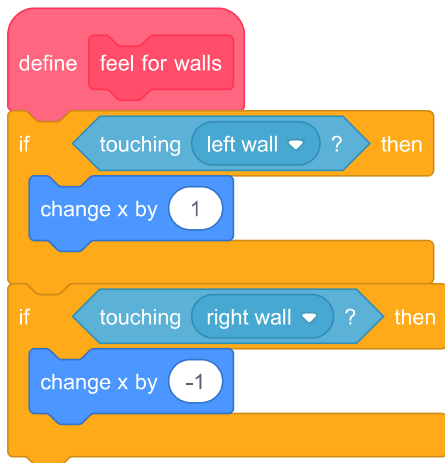 define feel for walls
if touching left wall ? then
change x by 1
if touching right wall ? then
change x by -1